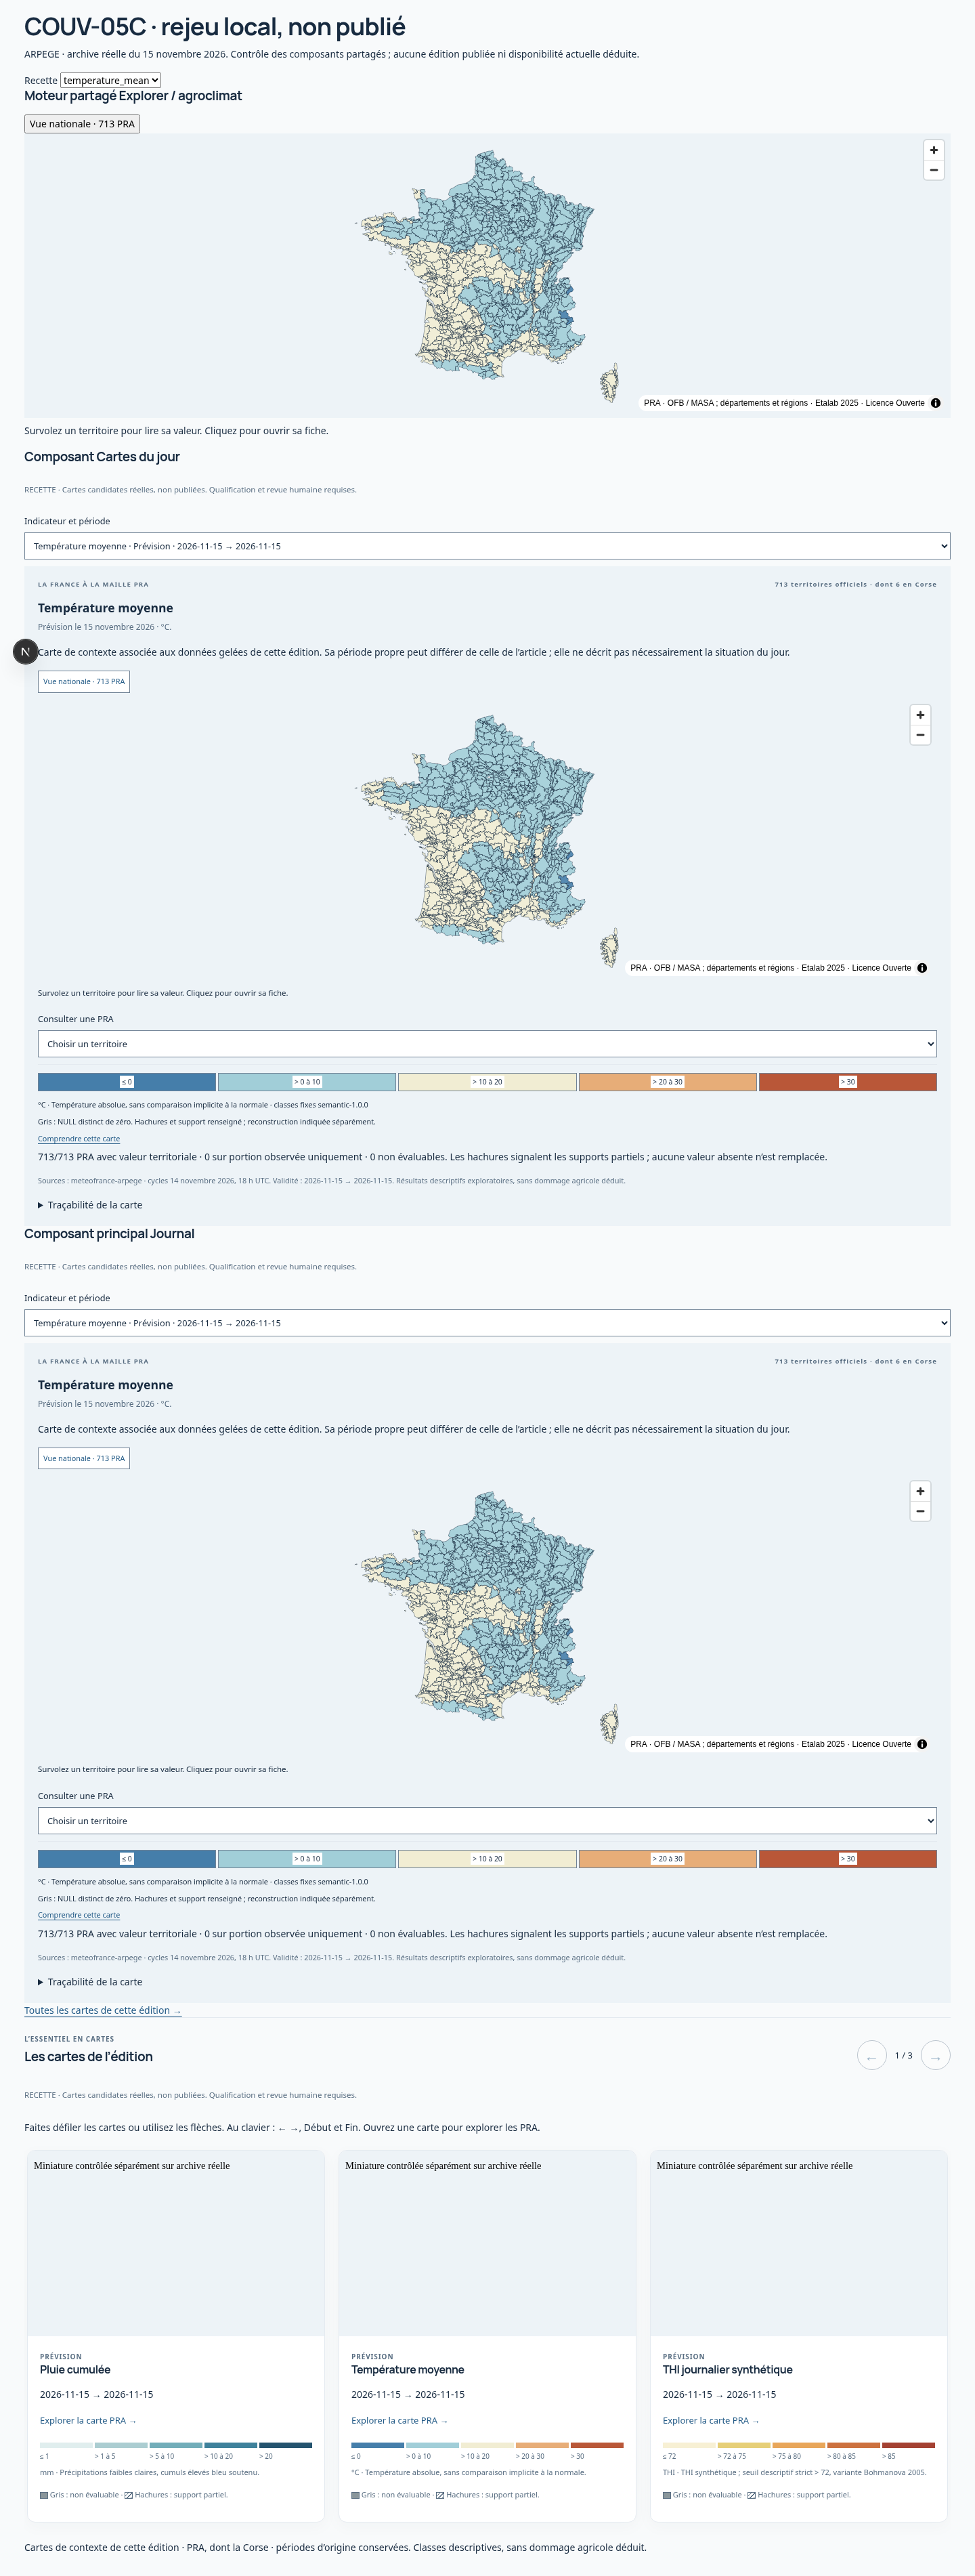 COUV-05C · rejeu local, non publié
ARPEGE · archive réelle du 15 novembre 2026. Contrôle des composants partagés ; aucune édition publiée ni disponibilité actuelle déduite.
Recette temperature_mean
Moteur partagé Explorer / agroclimat
Vue nationale · 713 PRA
+
−
PRA · OFB / MASA ; départements et régions · Etalab 2025 · Licence Ouverte
Survolez un territoire pour lire sa valeur. Cliquez pour ouvrir sa fiche.
Composant Cartes du jour
RECETTE · Cartes candidates réelles, non publiées. Qualification et revue humaine requises.
Indicateur et période
Température moyenne · Prévision · 2026-11-15 → 2026-11-15
LA FRANCE À LA MAILLE PRA
713 territoires officiels · dont 6 en Corse
Température moyenne
Prévision le 15 novembre 2026 · °C.
N
Carte de contexte associée aux données gelées de cette édition. Sa période propre peut différer de celle de l’article ; elle ne décrit pas nécessairement la situation du jour.
Vue nationale · 713 PRA
+
−
PRA · OFB / MASA ; départements et régions · Etalab 2025 · Licence Ouverte
Survolez un territoire pour lire sa valeur. Cliquez pour ouvrir sa fiche.
Consulter une PRA
Choisir un territoire
≤ 0 > 0 à 10 > 10 à 20 > 20 à 30 > 30
°C · Température absolue, sans comparaison implicite à la normale · classes fixes semantic-1.0.0
Gris : NULL distinct de zéro. Hachures et support renseigné ; reconstruction indiquée séparément.
Comprendre cette carte
713/713 PRA avec valeur territoriale · 0 sur portion observée uniquement · 0 non évaluables. Les hachures signalent les supports partiels ; aucune valeur absente n’est remplacée.
Sources : meteofrance-arpege · cycles 14 novembre 2026, 18 h UTC. Validité : 2026-11-15 → 2026-11-15. Résultats descriptifs exploratoires, sans dommage agricole déduit.
▶ Traçabilité de la carte
Composant principal Journal
RECETTE · Cartes candidates réelles, non publiées. Qualification et revue humaine requises.
Indicateur et période
Température moyenne · Prévision · 2026-11-15 → 2026-11-15
LA FRANCE À LA MAILLE PRA
713 territoires officiels · dont 6 en Corse
Température moyenne
Prévision le 15 novembre 2026 · °C.
Carte de contexte associée aux données gelées de cette édition. Sa période propre peut différer de celle de l’article ; elle ne décrit pas nécessairement la situation du jour.
Vue nationale · 713 PRA
+
−
PRA · OFB / MASA ; départements et régions · Etalab 2025 · Licence Ouverte
Survolez un territoire pour lire sa valeur. Cliquez pour ouvrir sa fiche.
Consulter une PRA
Choisir un territoire
≤ 0 > 0 à 10 > 10 à 20 > 20 à 30 > 30
°C · Température absolue, sans comparaison implicite à la normale · classes fixes semantic-1.0.0
Gris : NULL distinct de zéro. Hachures et support renseigné ; reconstruction indiquée séparément.
Comprendre cette carte
713/713 PRA avec valeur territoriale · 0 sur portion observée uniquement · 0 non évaluables. Les hachures signalent les supports partiels ; aucune valeur absente n’est remplacée.
Sources : meteofrance-arpege · cycles 14 novembre 2026, 18 h UTC. Validité : 2026-11-15 → 2026-11-15. Résultats descriptifs exploratoires, sans dommage agricole déduit.
▶ Traçabilité de la carte
Toutes les cartes de cette édition →
L’ESSENTIEL EN CARTES
Les cartes de l’édition
← 1 / 3 →
RECETTE · Cartes candidates réelles, non publiées. Qualification et revue humaine requises.
Faites défiler les cartes ou utilisez les flèches. Au clavier : ← →, Début et Fin. Ouvrez une carte pour explorer les PRA.
Miniature contrôlée séparément sur archive réelle
PRÉVISION
Pluie cumulée
2026-11-15 → 2026-11-15
Explorer la carte PRA →
≤ 1 > 1 à 5 > 5 à 10 > 10 à 20 > 20
mm · Précipitations faibles claires, cumuls élevés bleu soutenu.
Gris : non évaluable · Hachures : support partiel.
Miniature contrôlée séparément sur archive réelle
PRÉVISION
Température moyenne
2026-11-15 → 2026-11-15
Explorer la carte PRA →
≤ 0 > 0 à 10 > 10 à 20 > 20 à 30 > 30
°C · Température absolue, sans comparaison implicite à la normale.
Gris : non évaluable · Hachures : support partiel.
Miniature contrôlée séparément sur archive réelle
PRÉVISION
THI journalier synthétique
2026-11-15 → 2026-11-15
Explorer la carte PRA →
≤ 72 > 72 à 75 > 75 à 80 > 80 à 85 > 85
THI · THI synthétique ; seuil descriptif strict > 72, variante Bohmanova 2005.
Gris : non évaluable · Hachures : support partiel.
Cartes de contexte de cette édition · PRA, dont la Corse · périodes d’origine conservées. Classes descriptives, sans dommage agricole déduit.